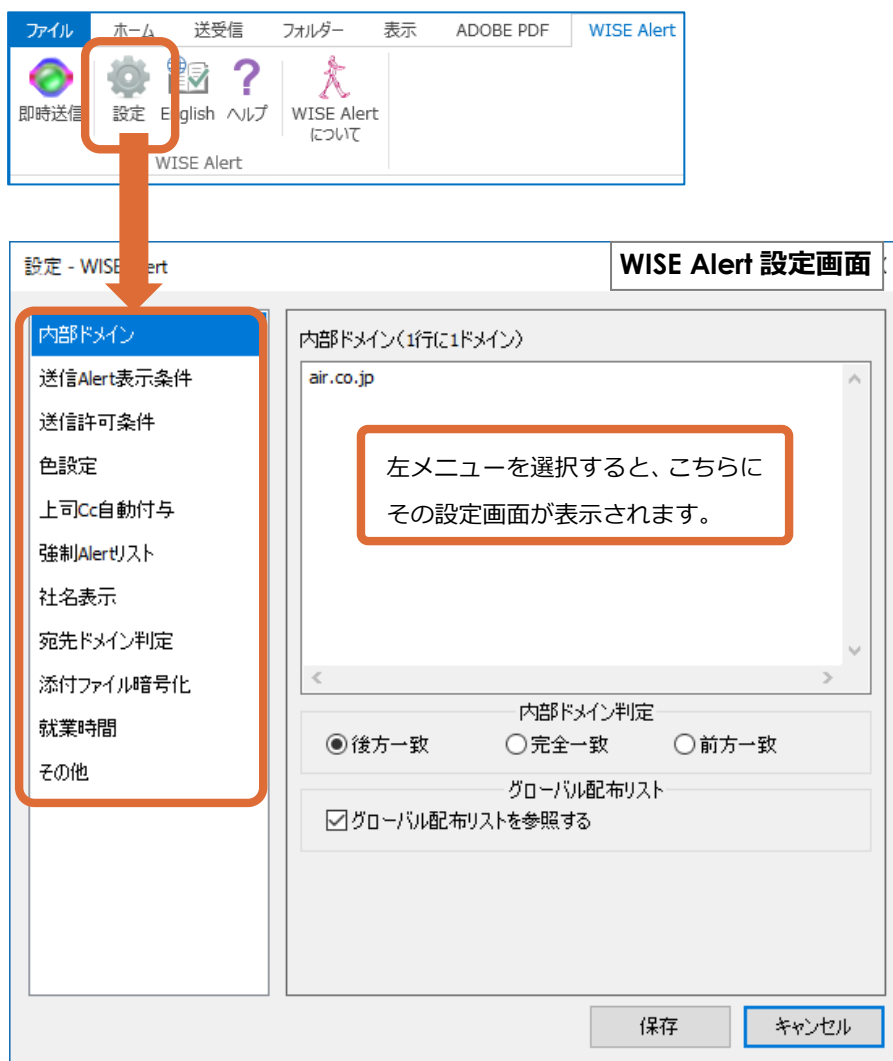 ファイル ホーム 送受信 フォルダー 表示 ADOBE PDF WISE Alert
即時送信 設定 English ヘルプ WISE Alert
について
WISE Alert
設定 - WISE Alert
WISE Alert 設定画面
内部ドメイン
送信Alert表示条件
送信許可条件
色設定
上司Cc自動付与
強制Alertリスト
社名表示
宛先ドメイン判定
添付ファイル暗号化
就業時間
その他
内部ドメイン(1行に1ドメイン)
air.co.jp
左メニューを選択すると、こちらに
その設定画面が表示されます。
内部ドメイン判定
後方一致 完全一致 前方一致
グローバル配布リスト
グローバル配布リストを参照する
保存 キャンセル